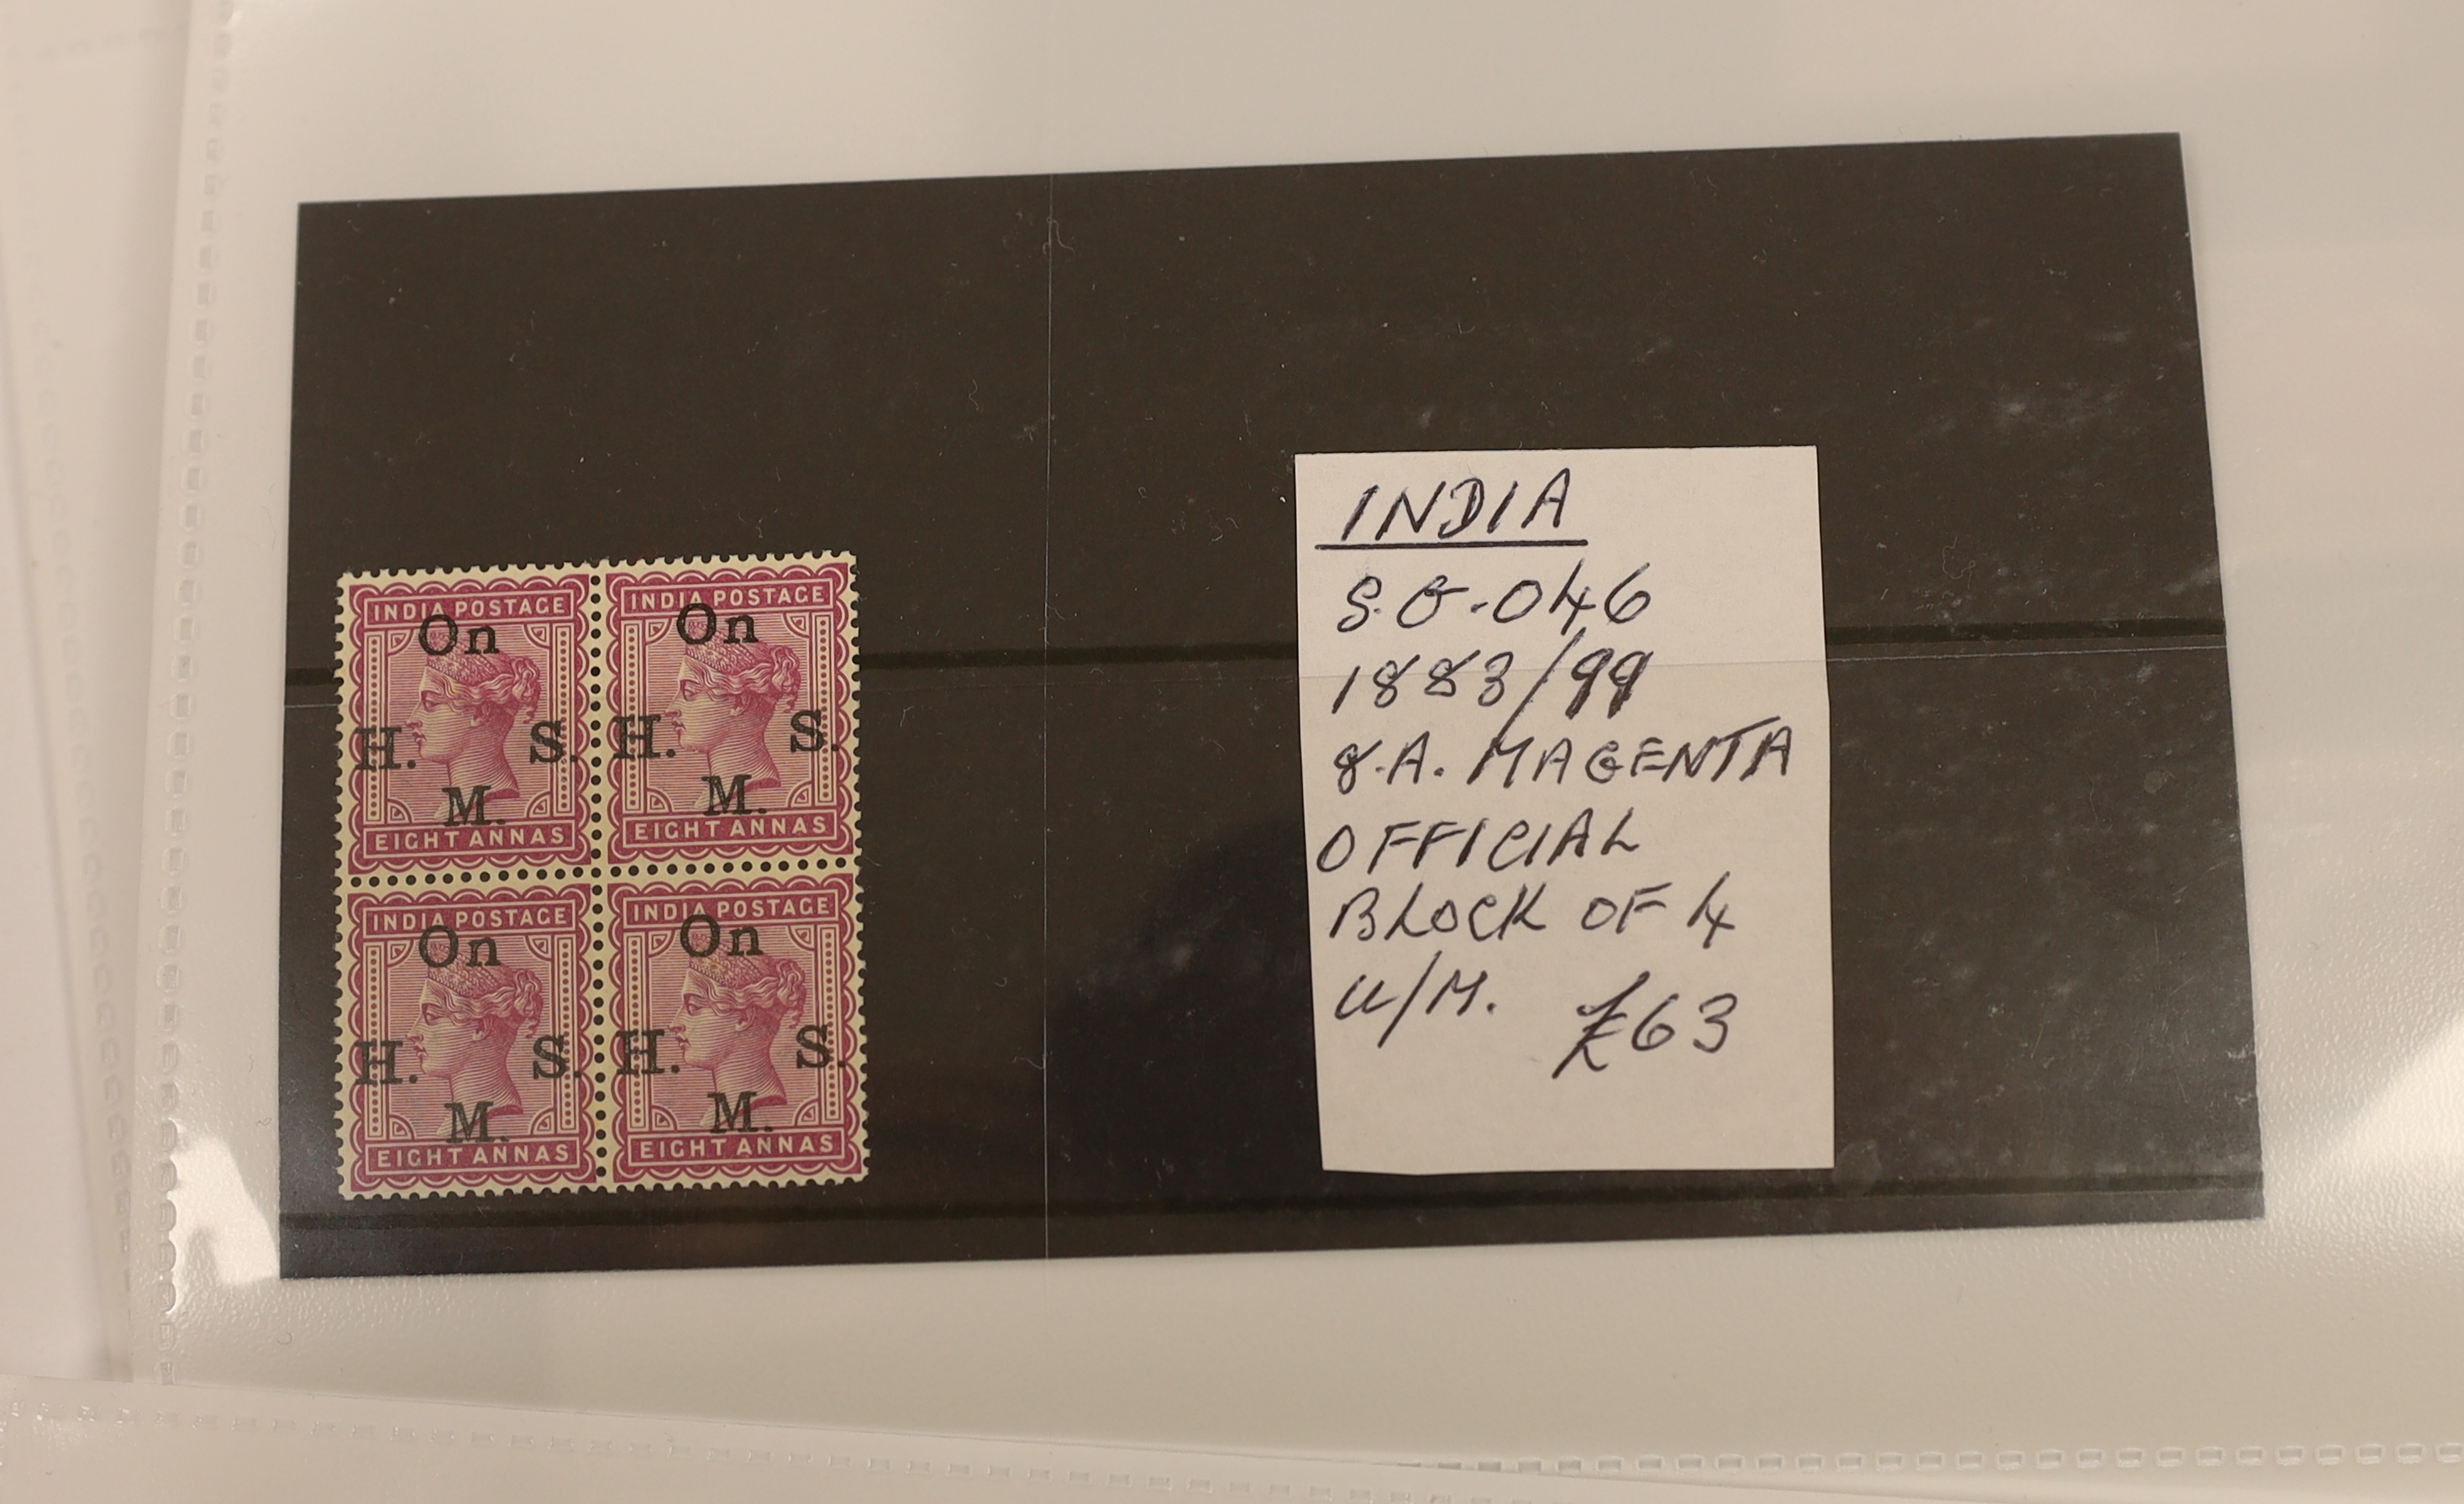 INDIA POSTAGE
On
H. S.
M.
EIGHT ANNAS
INDIA POSTAGE
On
H. S.
M.
EIGHT ANNAS
INDIA POSTAGE
On
H. S.
M.
EIGHT ANNAS
INDIA POSTAGE
On
H. S.
M.
EIGHT ANNAS
INDIA
S.G.046
1883/99
8.A. MAGENTA
OFFICIAL
BLOCK OF 4
U/M. £63